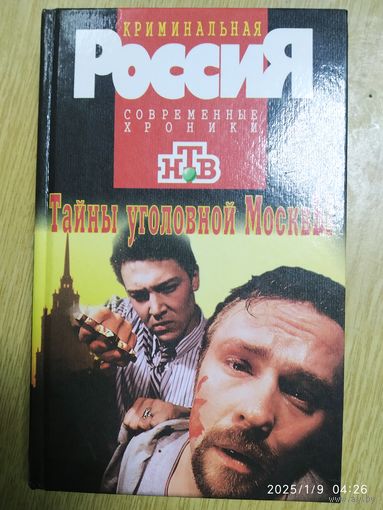 КРИМИНАЛЬНАЯ
РОССИЯ
СОВРЕМЕННЫЕ
ХРОНИКИ
НТВ
Тайны уголовной Москвы
2025/1/9 04:26